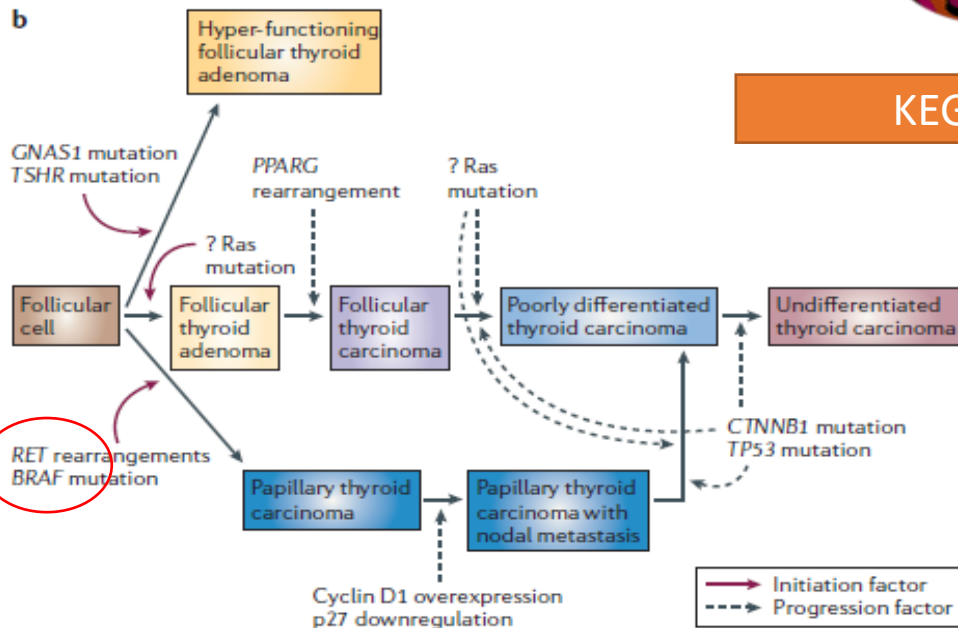 b
Hyper-functioning
follicular thyroid
adenoma
KEG
GNAS1 mutation
TSHR mutation
PPARG
rearrangement
? Ras
mutation
? Ras
mutation
Follicular
cell
Follicular
thyroid
adenoma
Follicular
thyroid
carcinoma
Poorly differentiated
thyroid carcinoma
Undifferentiated
thyroid carcinoma
RET rearrangements
BRAF mutation
CTNNB1 mutation
TP53 mutation
Papillary thyroid
carcinoma
Papillary thyroid
carcinoma with
nodal metastasis
Cyclin D1 overexpression
p27 downregulation
Initiation factor
Progression factor